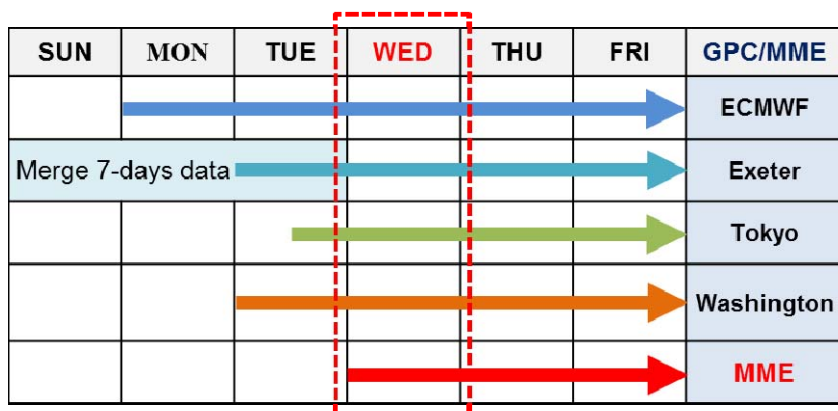 SUN MON TUE WED THU FRI GPC/MME
ECMWF
Merge 7-days data Exeter
Tokyo
Washington
MME